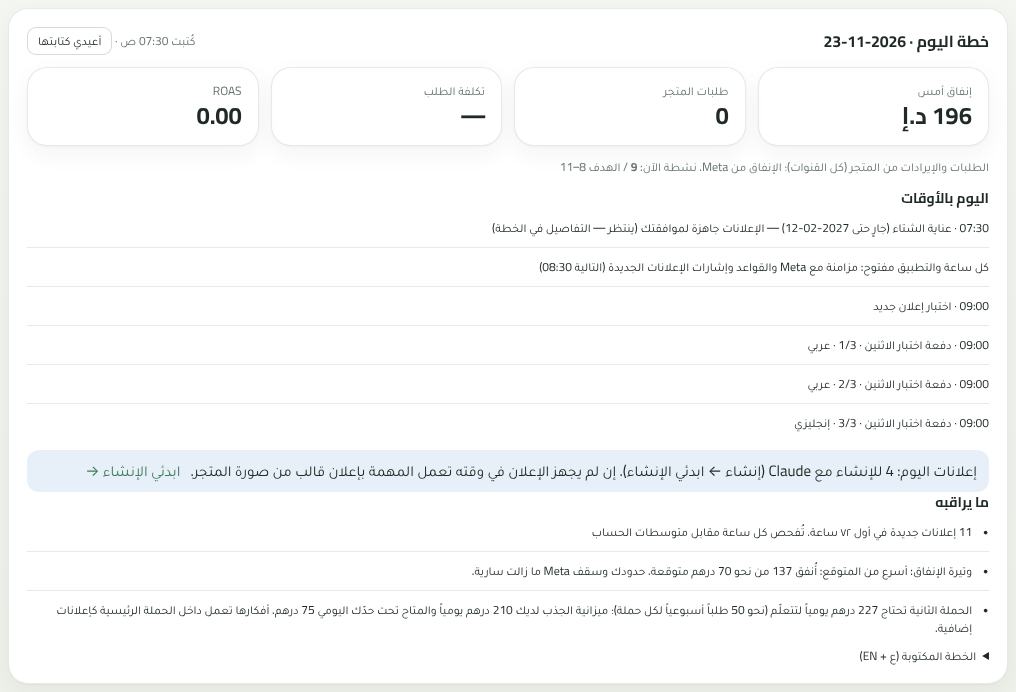 خطة اليوم · 2026-11-23
كُتبت 07:30 ص · أعيدي كتابتها
إنفاق أمس
196 د.إ
طلبات المتجر
0
تكلفة الطلب
—
ROAS
0.00
الطلبات والإيرادات من المتجر (كل القنوات)؛ الإنفاق من Meta. نشطة الآن: 9 / الهدف 8–11
اليوم بالأوقات
07:30 · عناية الشتاء (جارٍ حتى 2027-02-12) — الإعلانات جاهزة لموافقتك (ينتظر — التفاصيل في الخطة)
كل ساعة والتطبيق مفتوح: مزامنة مع Meta والقواعد وإشارات الإعلانات الجديدة (التالية 08:30)
09:00 · اختبار إعلان جديد
09:00 · دفعة اختبار الاثنين · 1/3 · عربي
09:00 · دفعة اختبار الاثنين · 2/3 · عربي
09:00 · دفعة اختبار الاثنين · 3/3 · إنجليزي
إعلانات اليوم: 4 للإنشاء مع Claude (إنشاء ← ابدئي الإنشاء). إن لم يجهز الإعلان في وقته تعمل المهمة بإعلان قالب من صورة المتجر. ابدئي الإنشاء →
ما يراقبه
• 11 إعلانات جديدة في أول ٧٢ ساعة. تُفحص كل ساعة مقابل متوسطات الحساب
• وتيرة الإنفاق: أسرع من المتوقع: أُنفق 137 من نحو 70 درهم متوقعة. حدودك وسقف Meta ما زالت سارية.
• الحملة الثانية تحتاج 227 درهم يومياً لتتعلّم (نحو 50 طلباً أسبوعياً لكل حملة): ميزانية الجذب لديك 210 درهم يومياً والمتاح تحت حدّك اليومي 75 درهم. أفكارها تعمل داخل الحملة الرئيسية كإعلانات
إضافية.
◀ الخطة المكتوبة (ع + EN)